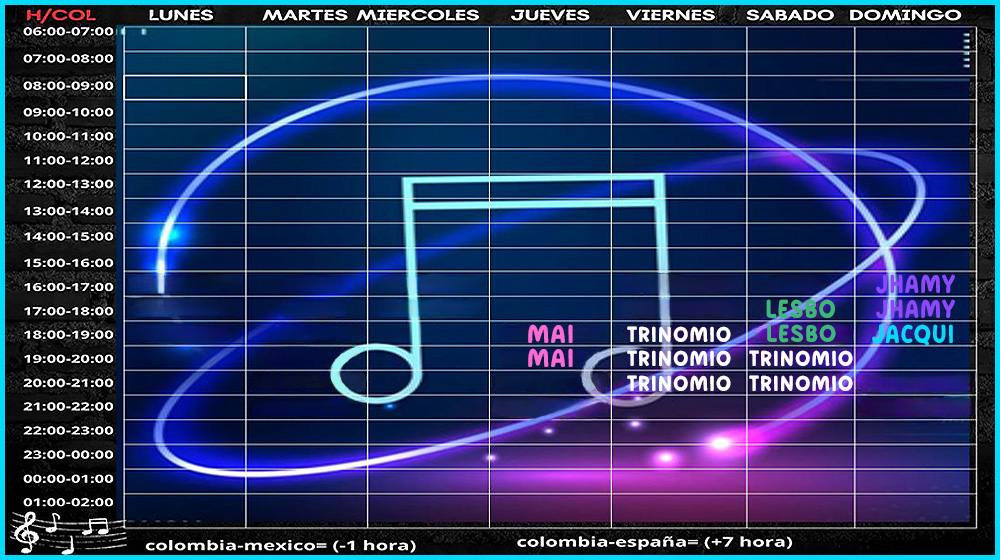 H/COL LUNES MARTES MIERCOLES JUEVES VIERNES SABADO DOMINGO
06:00-07:00
07:00-08:00
08:00-09:00
09:00-10:00
10:00-11:00
11:00-12:00
12:00-13:00
13:00-14:00
14:00-15:00
15:00-16:00
16:00-17:00 JHAMY
17:00-18:00 LESBO JHAMY
18:00-19:00 MAI TRINOMIO LESBO JACQUI
19:00-20:00 MAI TRINOMIO TRINOMIO
20:00-21:00 TRINOMIO TRINOMIO
21:00-22:00
22:00-23:00
23:00-00:00
00:00-01:00
01:00-02:00
colombia-mexico= (-1 hora) colombia-españa= (+7 hora)